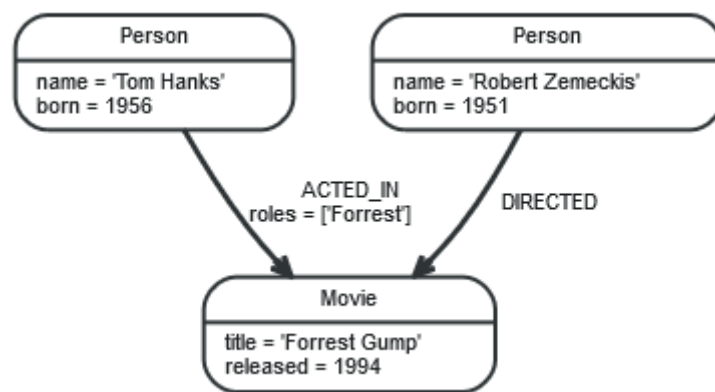 Person
name = 'Tom Hanks'
born = 1956
Person
name = 'Robert Zemeckis'
born = 1951
ACTED_IN
roles = ['Forrest']
DIRECTED
Movie
title = 'Forrest Gump'
released = 1994